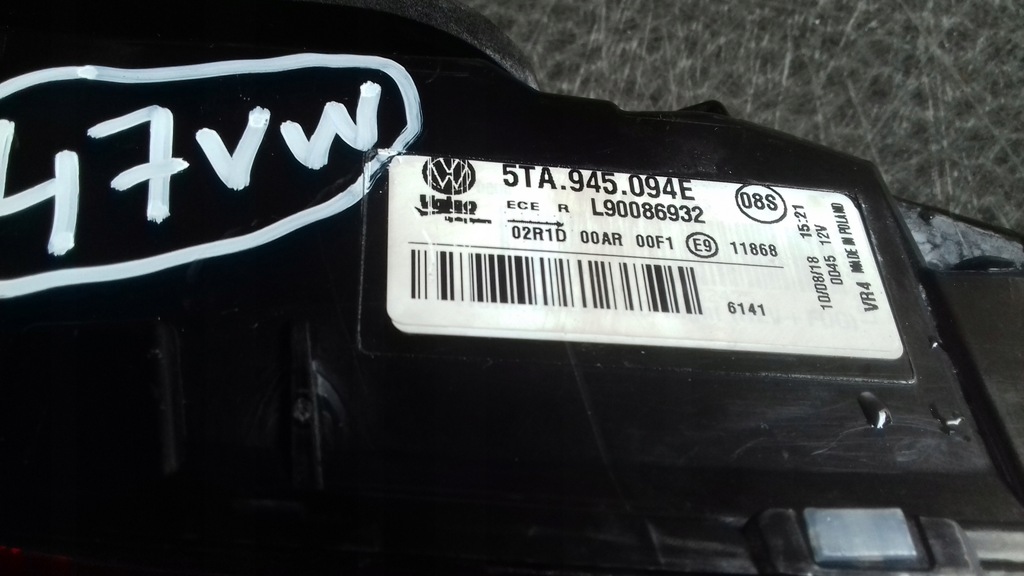 47VW
5TA.945.094E
ECE R L90086932
08S
02R1D 00AR 00F1 E9 11868
6141
10/08/18 15:21
0045 12V
VR4 MADE IN POLAND